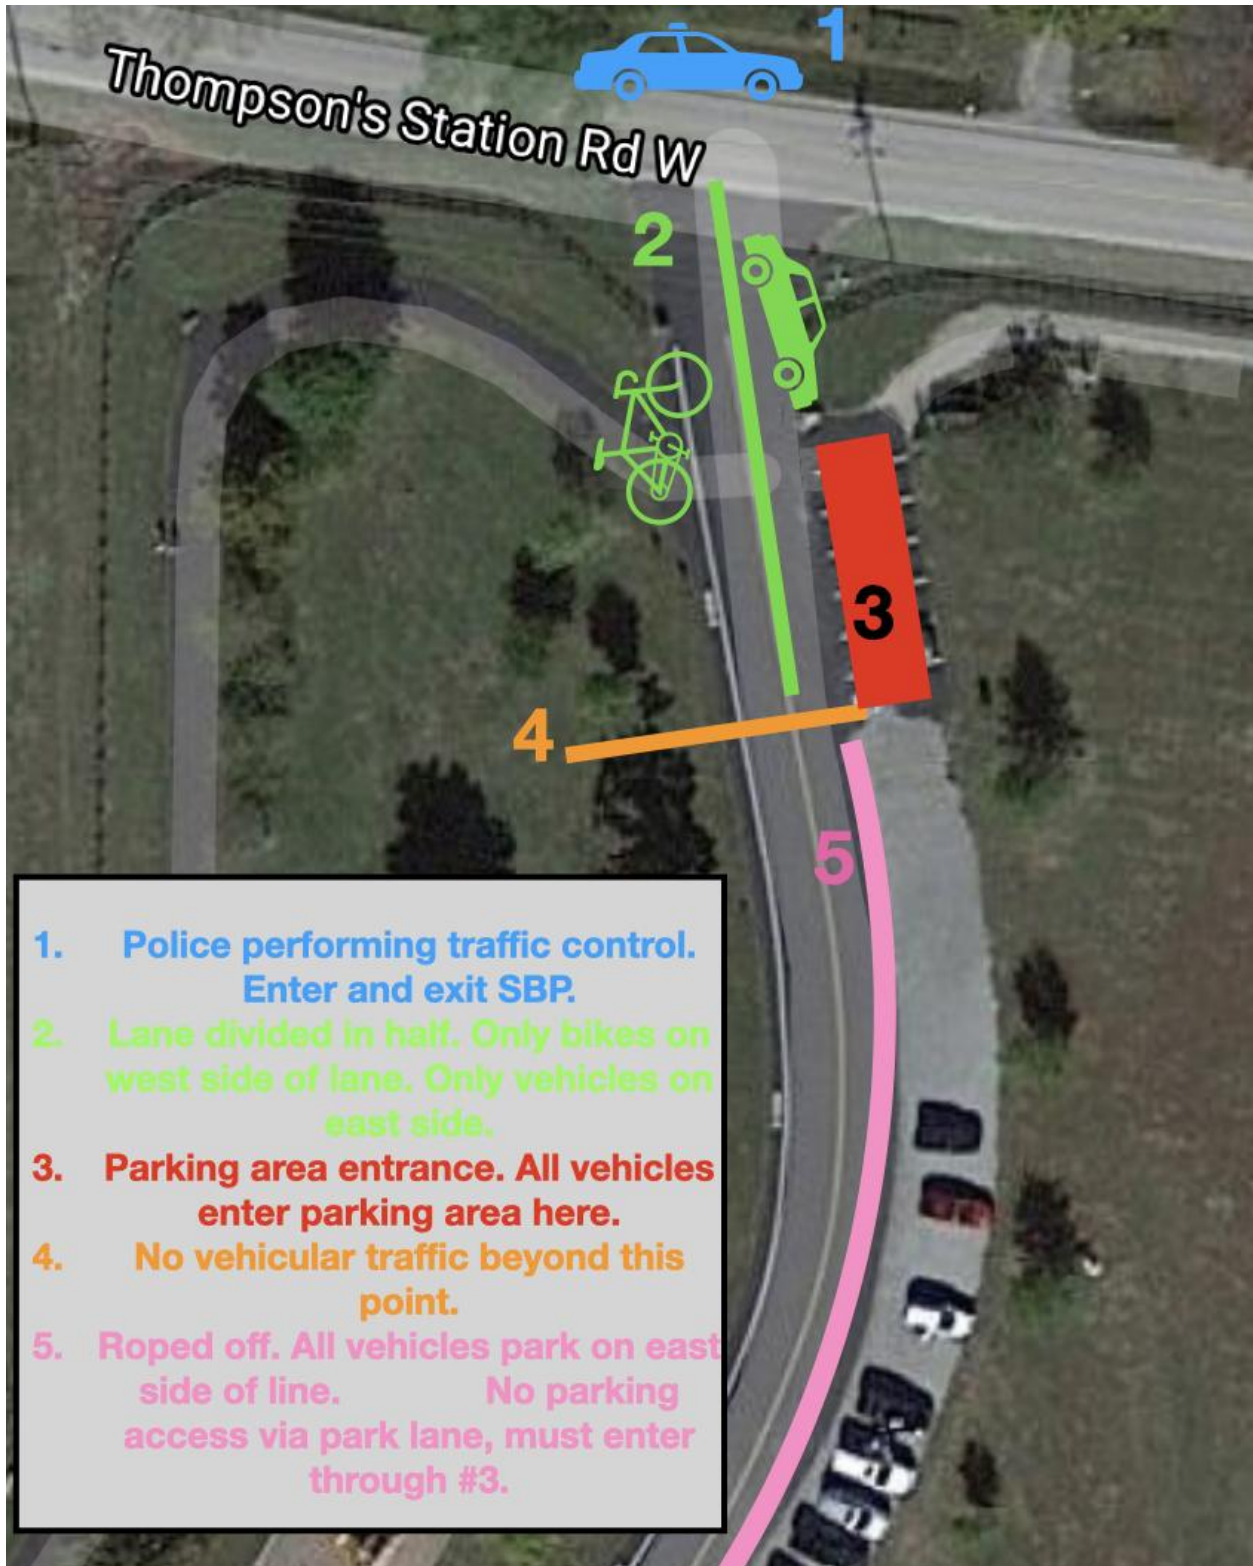 1
Thompson's Station Rd W
2
3
4
5
1. Police performing traffic control.
Enter and exit SBP.
2. Lane divided in half. Only bikes on
west side of lane. Only vehicles on
east side.
3. Parking area entrance. All vehicles
enter parking area here.
4. No vehicular traffic beyond this
point.
5. Roped off. All vehicles park on east
side of line. No parking
access via park lane, must enter
through #3.